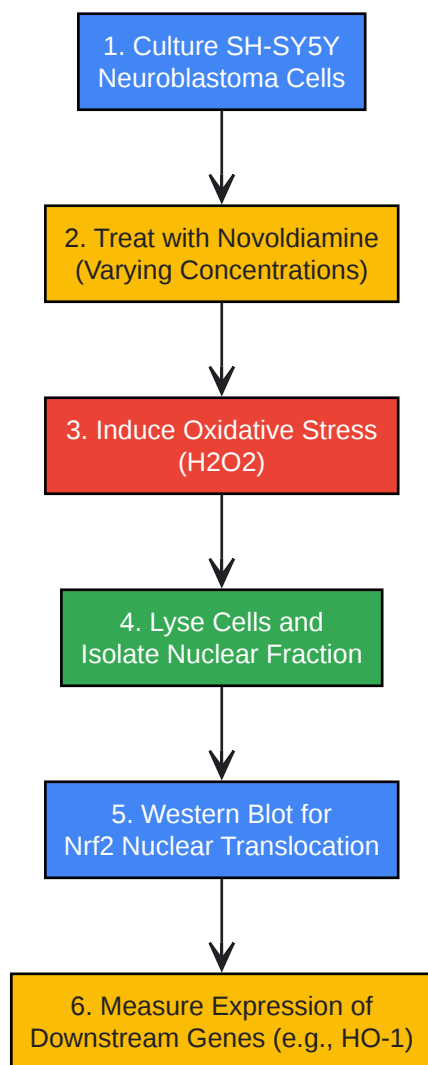 1. Culture SH-SY5Y
Neuroblastoma Cells
2. Treat with Novoldiamine
(Varying Concentrations)
3. Induce Oxidative Stress
(H2O2)
4. Lyse Cells and
Isolate Nuclear Fraction
5. Western Blot for
Nrf2 Nuclear Translocation
6. Measure Expression of
Downstream Genes (e.g., HO-1)